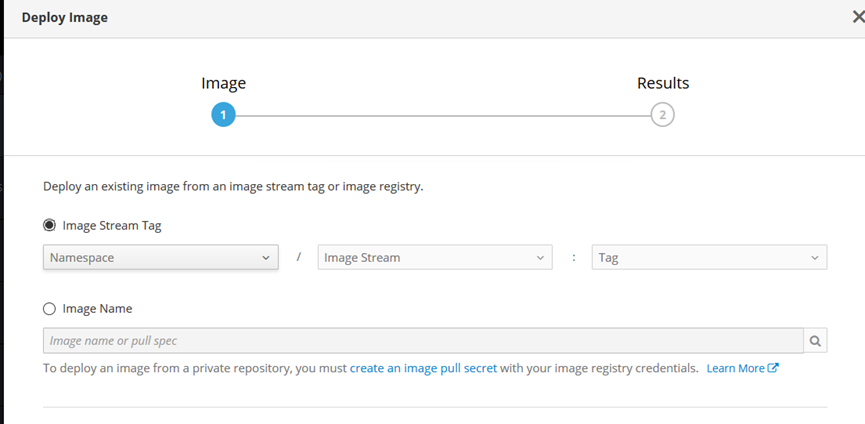 Deploy Image
Image Results
1 2
Deploy an existing image from an image stream tag or image registry.
Image Stream Tag
Namespace / Image Stream : Tag
Image Name
Image name or pull spec
To deploy an image from a private repository, you must create an image pull secret with your image registry credentials. Learn More